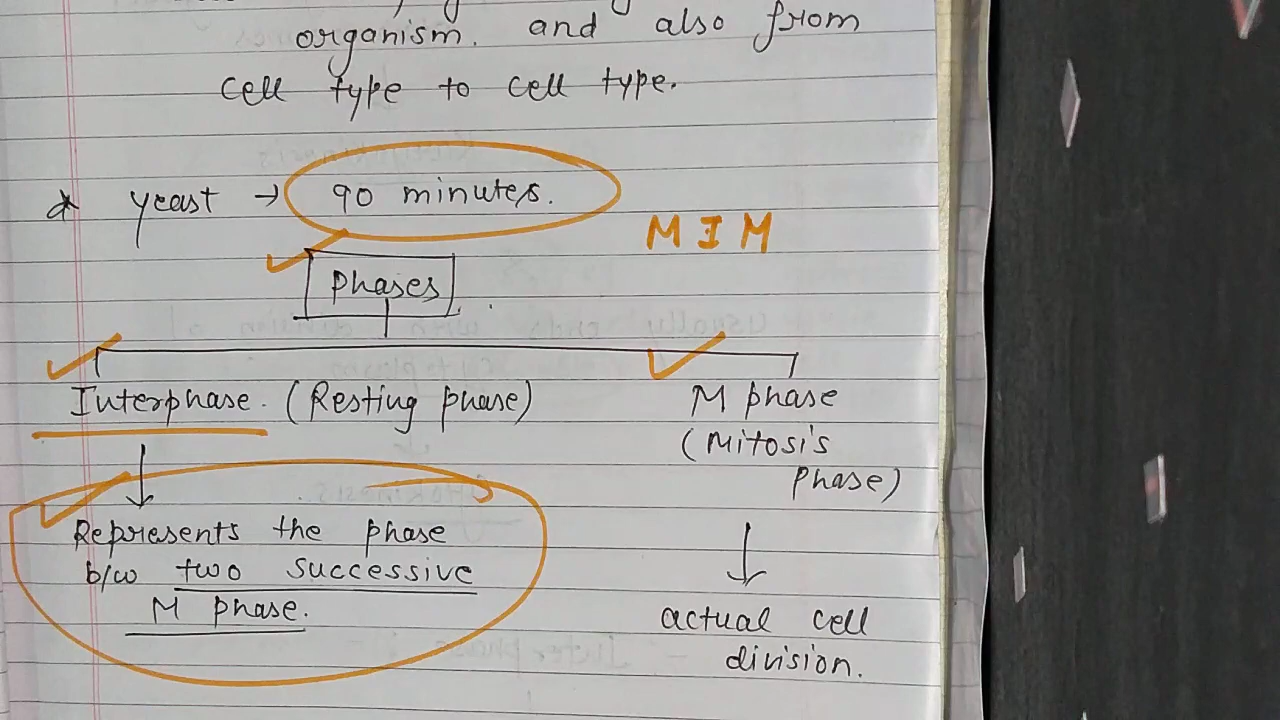 organism. and also from
cell type to cell type.
* yeast → 90 minutes.
M I M
Phases
Interphase. (Resting phase)
M phase
(Mitosis
Phase)
Represents the phase
b/w two successive
M phase.
actual cell
division.